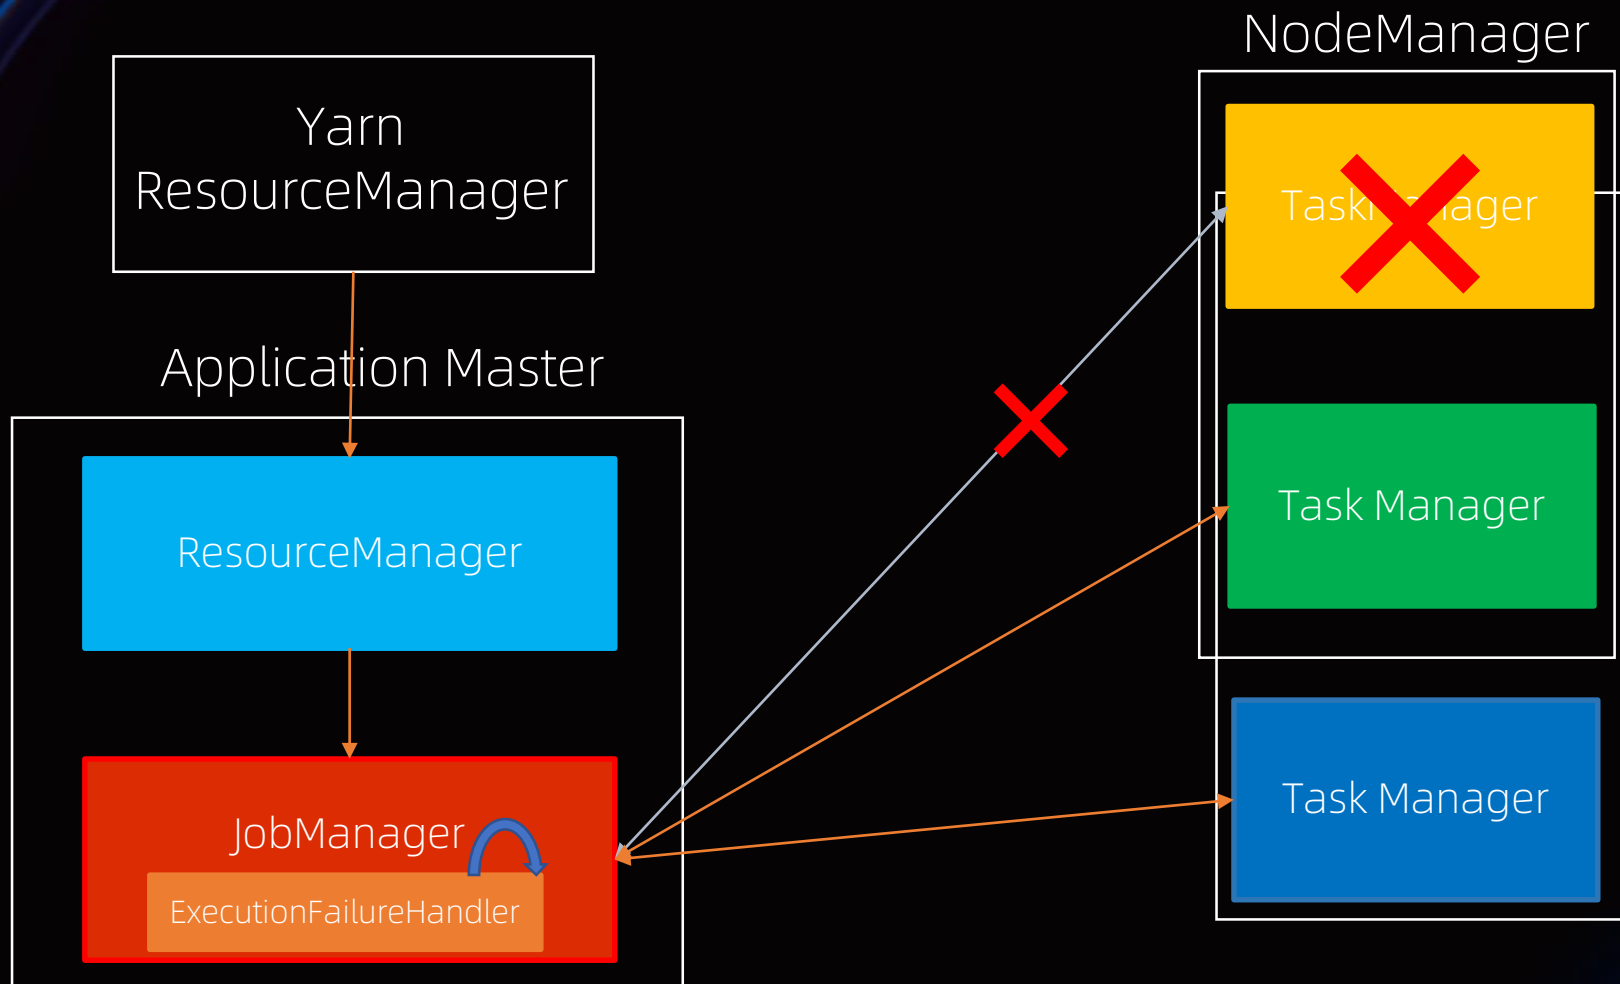 NodeManager
Yarn
ResourceManager
Application Master
ResourceManager
JobManager
ExecutionFailureHandler
Task Manager
Task Manager